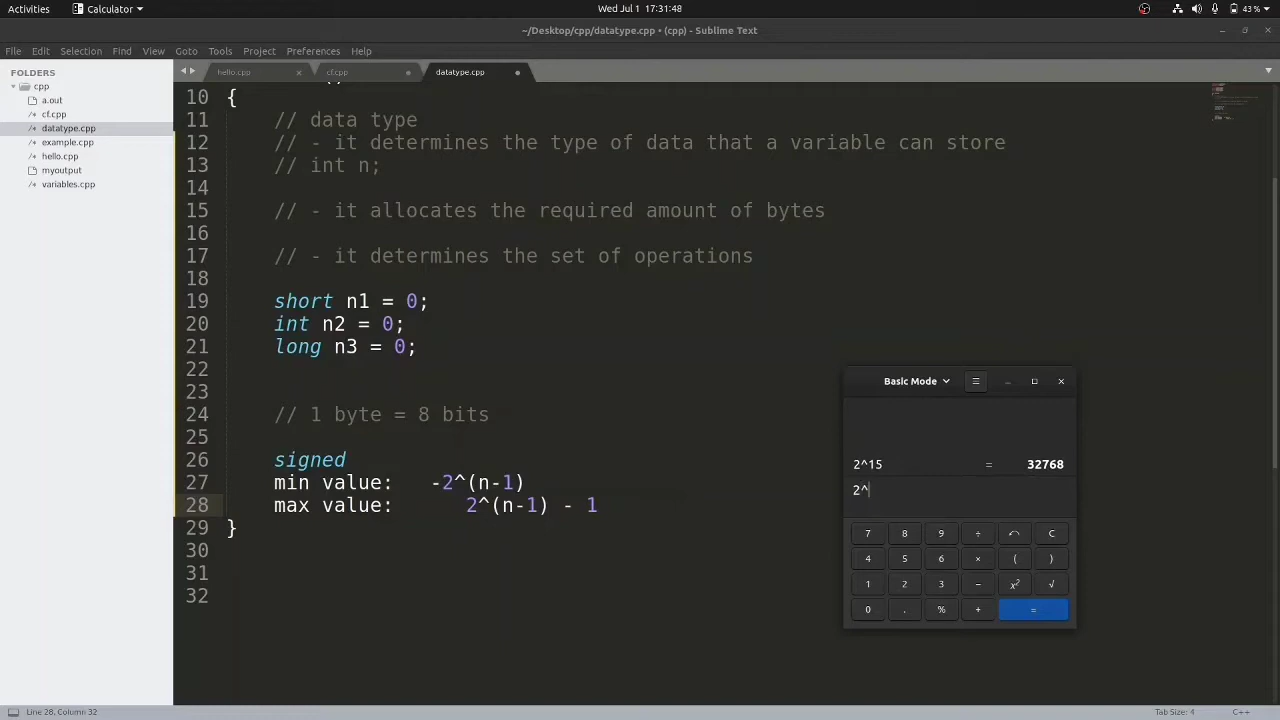 Activities Calculator Wed Jul 1 17:31:48 43 %
~/Desktop/cpp/datatype.cpp • (cpp) - Sublime Text
File Edit Selection Find View Goto Tools Project Preferences Help
FOLDERS
cpp
a.out
cf.cpp
datatype.cpp
example.cpp
hello.cpp
myoutput
variables.cpp
hello.cpp cf.cpp datatype.cpp
10 {
11 // data type
12 // - it determines the type of data that a variable can store
13 // int n;
14
15 // - it allocates the required amount of bytes
16
17 // - it determines the set of operations
18
19 short n1 = 0;
20 int n2 = 0;
21 long n3 = 0;
22
23
24 // 1 byte = 8 bits
25
26 signed
27 min value: -2^(n-1)
28 max value: 2^(n-1) - 1
29 }
30
31
32
Basic Mode
2^15 = 32768
2^
7 8 9 ÷ C
4 5 6 × ( )
1 2 3 − x² √
0 . % + =
Line 28, Column 32 Tab Size: 4 C++